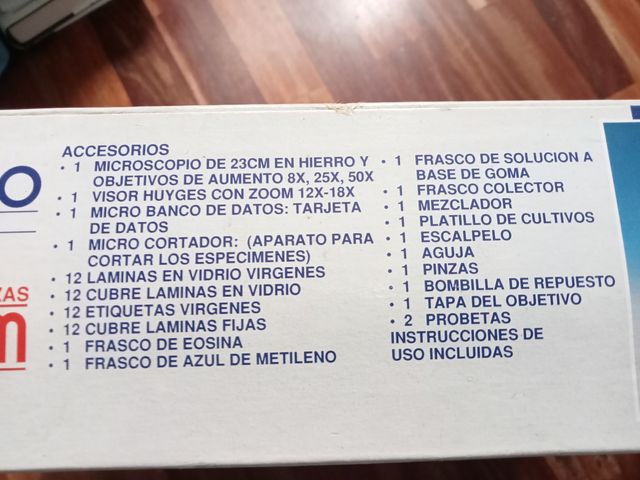 O
ZAS
m
ACCESORIOS
• 1 MICROSCOPIO DE 23CM EN HIERRO Y
OBJETIVOS DE AUMENTO 8X, 25X, 50X
• 1 VISOR HUYGES CON ZOOM 12X-18X
• 1 MICRO BANCO DE DATOS: TARJETA
DE DATOS
• 1 MICRO CORTADOR: (APARATO PARA
CORTAR LOS ESPECIMENES)
• 12 LAMINAS EN VIDRIO VIRGENES
• 12 CUBRE LAMINAS EN VIDRIO
• 12 ETIQUETAS VIRGENES
• 12 CUBRE LAMINAS FIJAS
• 1 FRASCO DE EOSINA
• 1 FRASCO DE AZUL DE METILENO
• 1 FRASCO DE SOLUCION A
BASE DE GOMA
• 1 FRASCO COLECTOR
• 1 MEZCLADOR
• 1 PLATILLO DE CULTIVOS
• 1 ESCALPELO
• 1 AGUJA
• 1 PINZAS
• 1 BOMBILLA DE REPUESTO
• 1 TAPA DEL OBJETIVO
• 2 PROBETAS
INSTRUCCIONES DE
USO INCLUIDAS